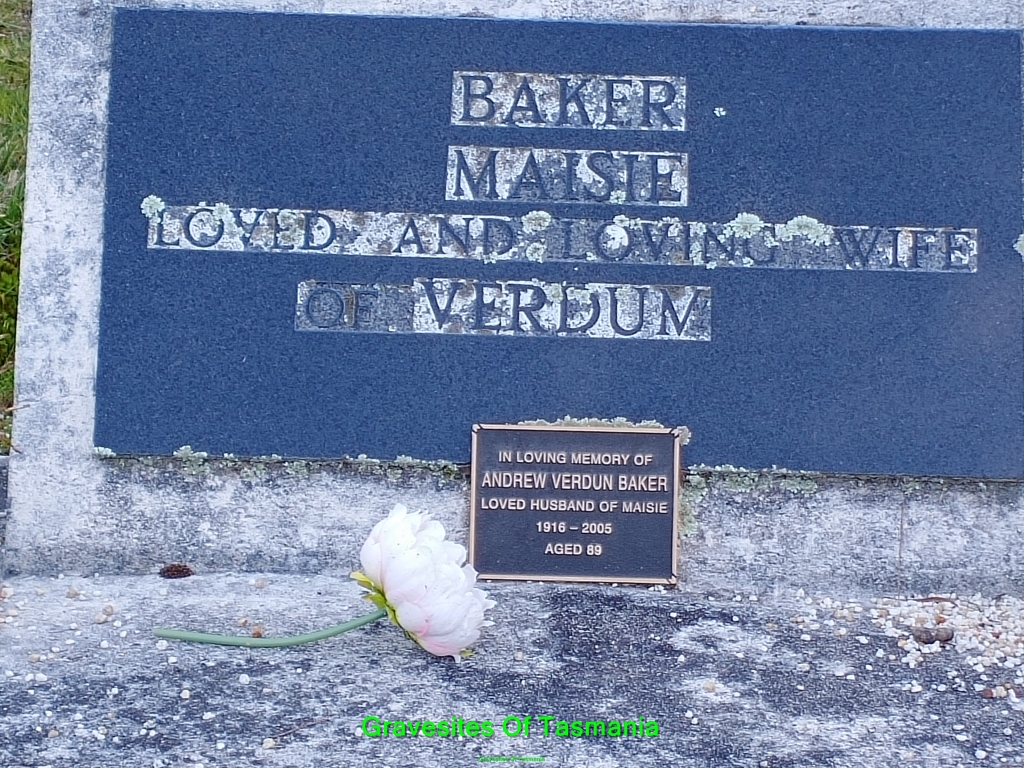 BAKER
MAISIE
LOVED AND LOVING WIFE
OF VERDUM
IN LOVING MEMORY OF
ANDREW VERDUN BAKER
LOVED HUSBAND OF MAISIE
1916 – 2005
AGED 89
Gravesites Of Tasmania